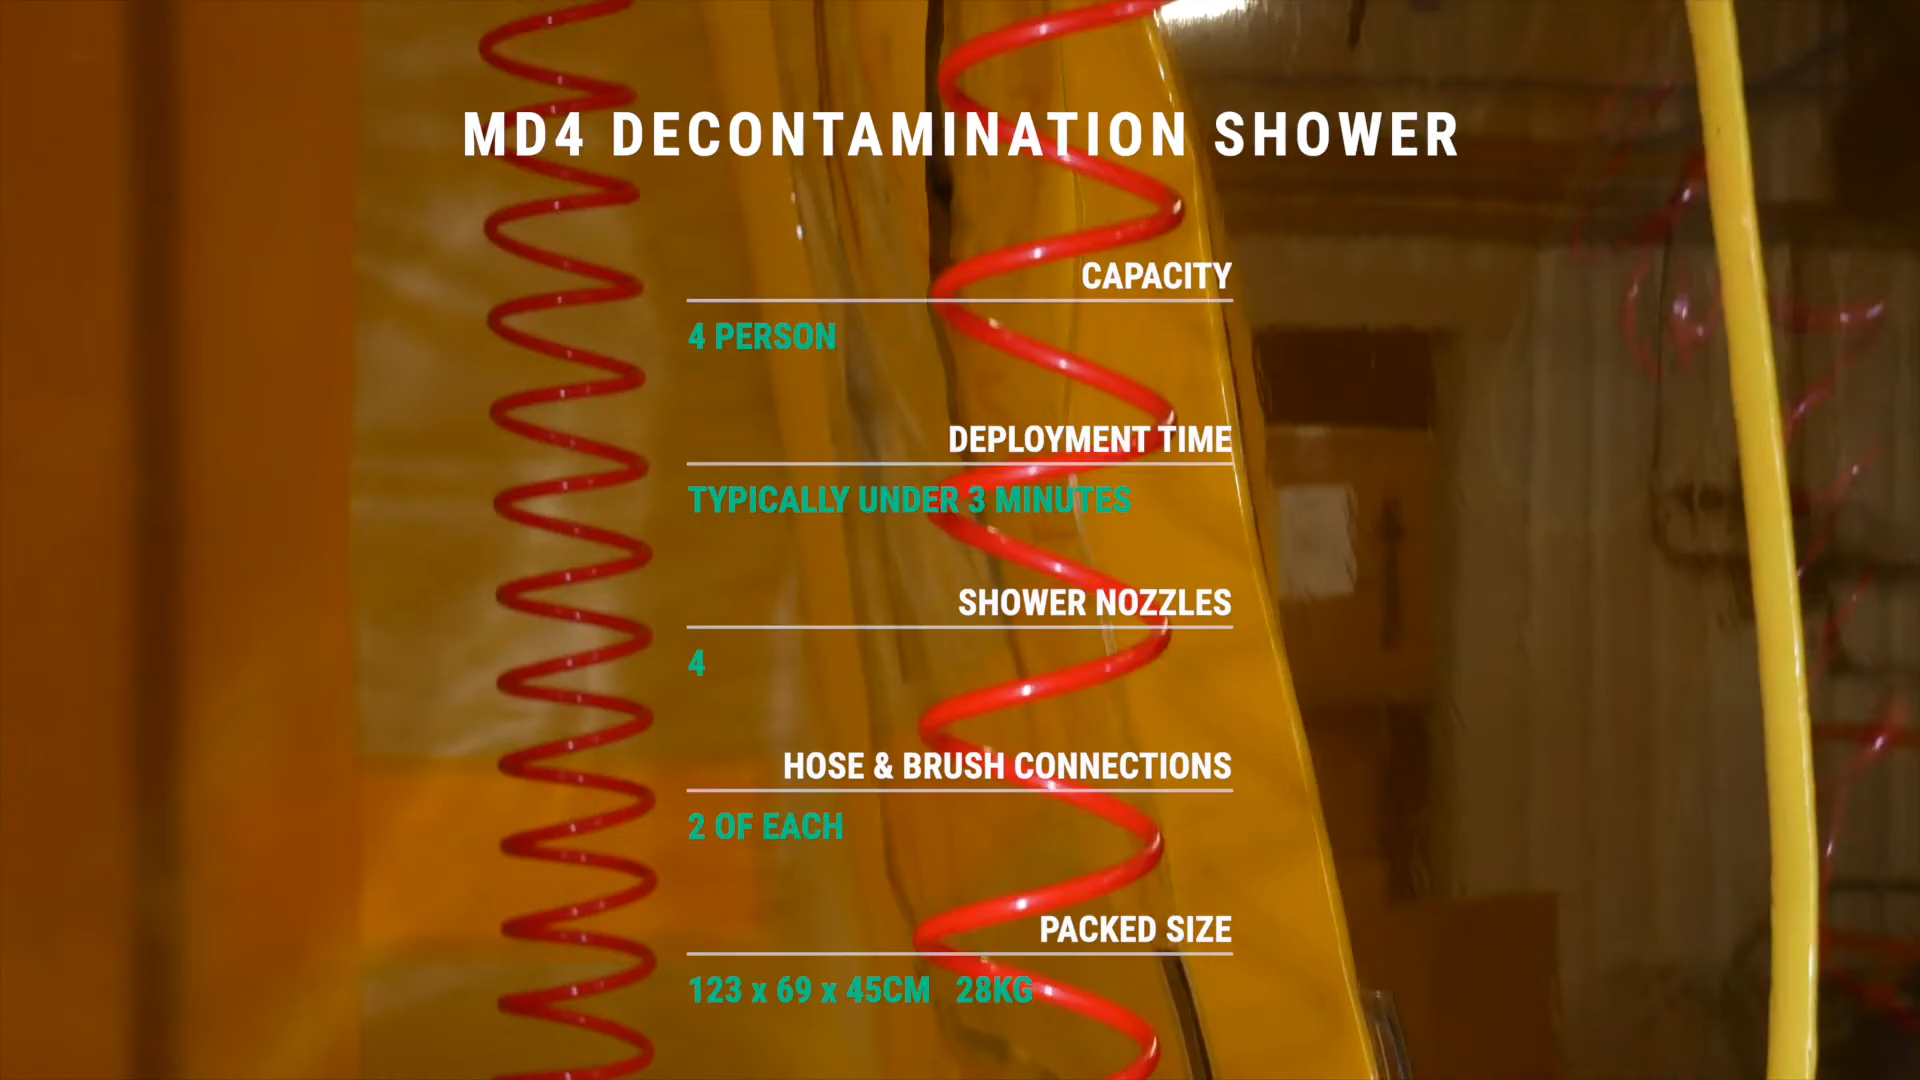 MD4 DECONTAMINATION SHOWER
CAPACITY
4 PERSON
DEPLOYMENT TIME
TYPICALLY UNDER 3 MINUTES
SHOWER NOZZLES
4
HOSE & BRUSH CONNECTIONS
2 OF EACH
PACKED SIZE
123 x 69 x 45CM 28KG